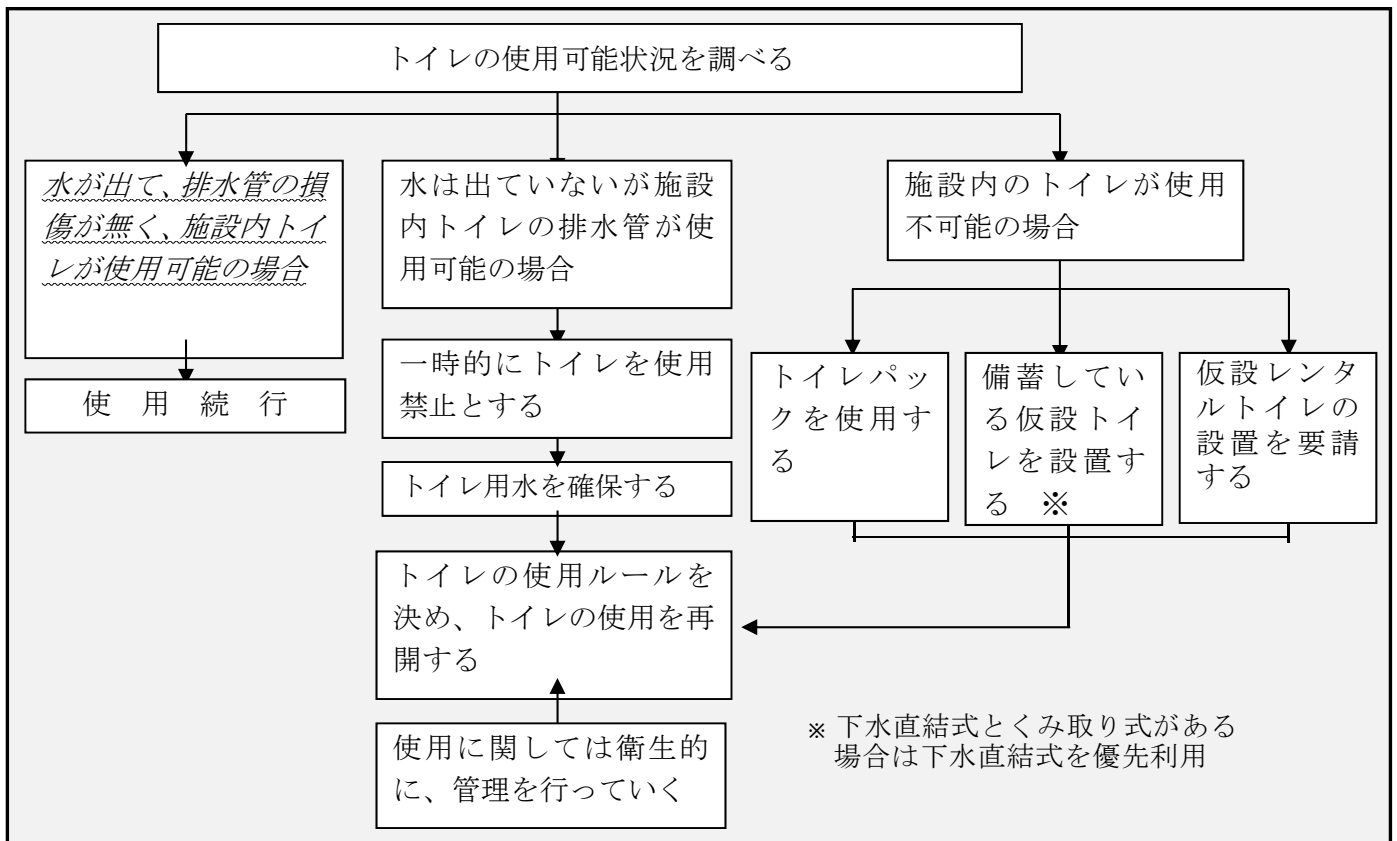 トイレの使用可能状況を調べる
水が出て、排水管の損
傷が無く、施設内トイ
レが使用可能の場合
使 用 続 行
水は出ていないが施設
内トイレの排水管が使
用可能の場合
一時的にトイレを使用
禁止とする
トイレ用水を確保する
トイレの使用ルールを
決め、トイレの使用を再
開する
使用に関しては衛生的
に、管理を行っていく
施設内のトイレが使用
不可能の場合
トイレパッ
クを使用す
る
備蓄してい
る仮設トイ
レを設置す
る ※
仮設レンタ
ルトイレの
設置を要請
する
※ 下水直結式とくみ取り式がある
場合は下水直結式を優先利用